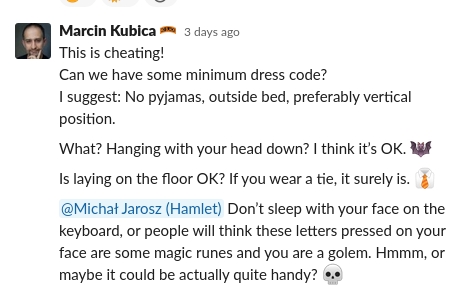 Marcin Kubica 3 days ago
This is cheating!
Can we have some minimum dress code?
I suggest: No pyjamas, outside bed, preferably vertical
position.
What? Hanging with your head down? I think it's OK.
Is laying on the floor OK? If you wear a tie, it surely is.
@Michał Jarosz (Hamlet) Don't sleep with your face on the
keyboard, or people will think these letters pressed on your
face are some magic runes and you are a golem. Hmmm, or
maybe it could be actually quite handy?